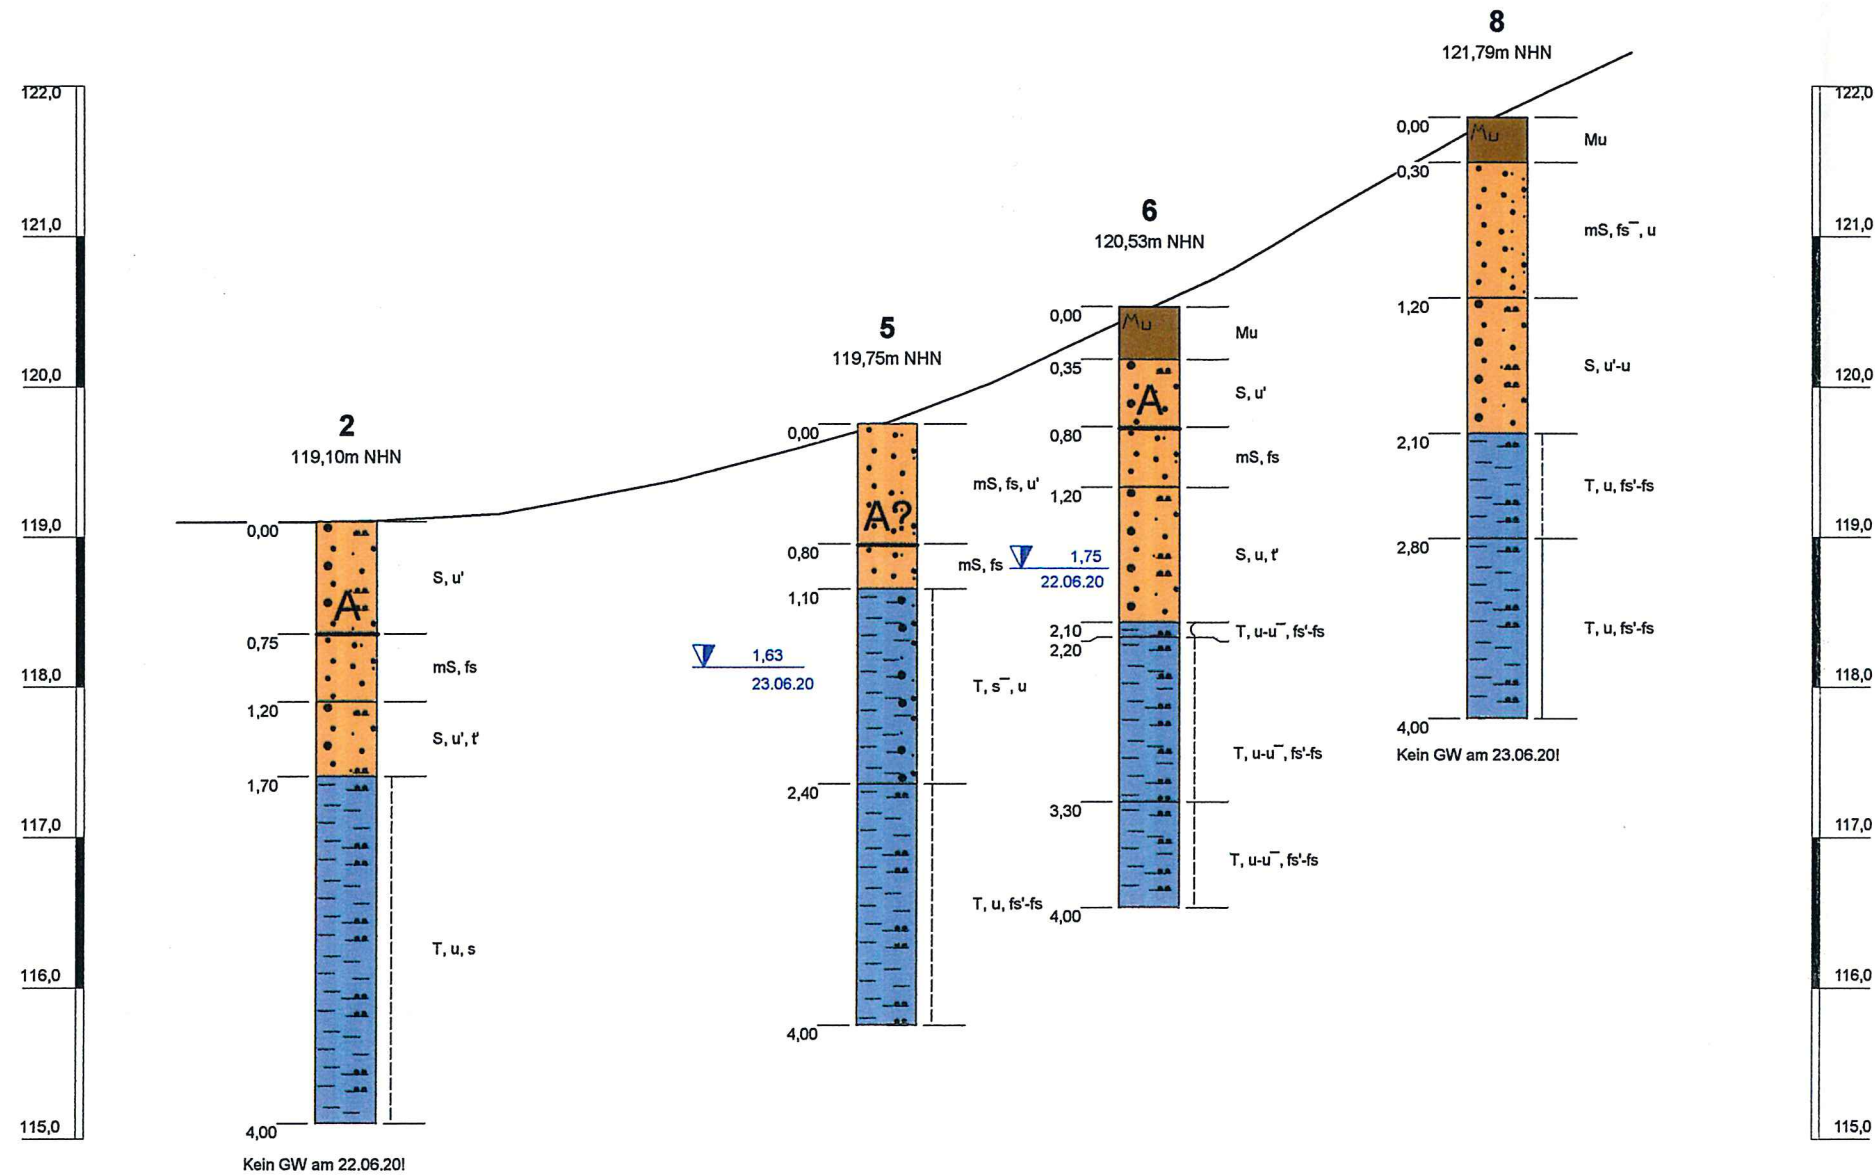 122,0
121,0
120,0
119,0
118,0
117,0
116,0
115,0
2
119,10m NHN
0,00
0,75
1,20
1,70
4,00
A
S, u'
mS, fs
S, u', t'
T, u, s
Kein GW am 22.06.20!
5
119,75m NHN
0,00
0,80
1,10
2,40
4,00
A?
mS, fs, u'
mS, fs
T, s¯, u
T, u, fs'-fs
1,63
23.06.20
6
120,53m NHN
0,00
0,35
0,80
1,20
2,10
2,20
3,30
4,00
Mu
A
Mu
S, u'
mS, fs
S, u, t'
T, u-u¯, fs'-fs
T, u-u¯, fs'-fs
T, u-u¯, fs'-fs
1,75
22.06.20
8
121,79m NHN
0,00
0,30
1,20
2,10
2,80
4,00
Mu
Mu
mS, fs¯, u
S, u'-u
T, u, fs'-fs
T, u, fs'-fs
Kein GW am 23.06.20!
122,0
121,0
120,0
119,0
118,0
117,0
116,0
115,0